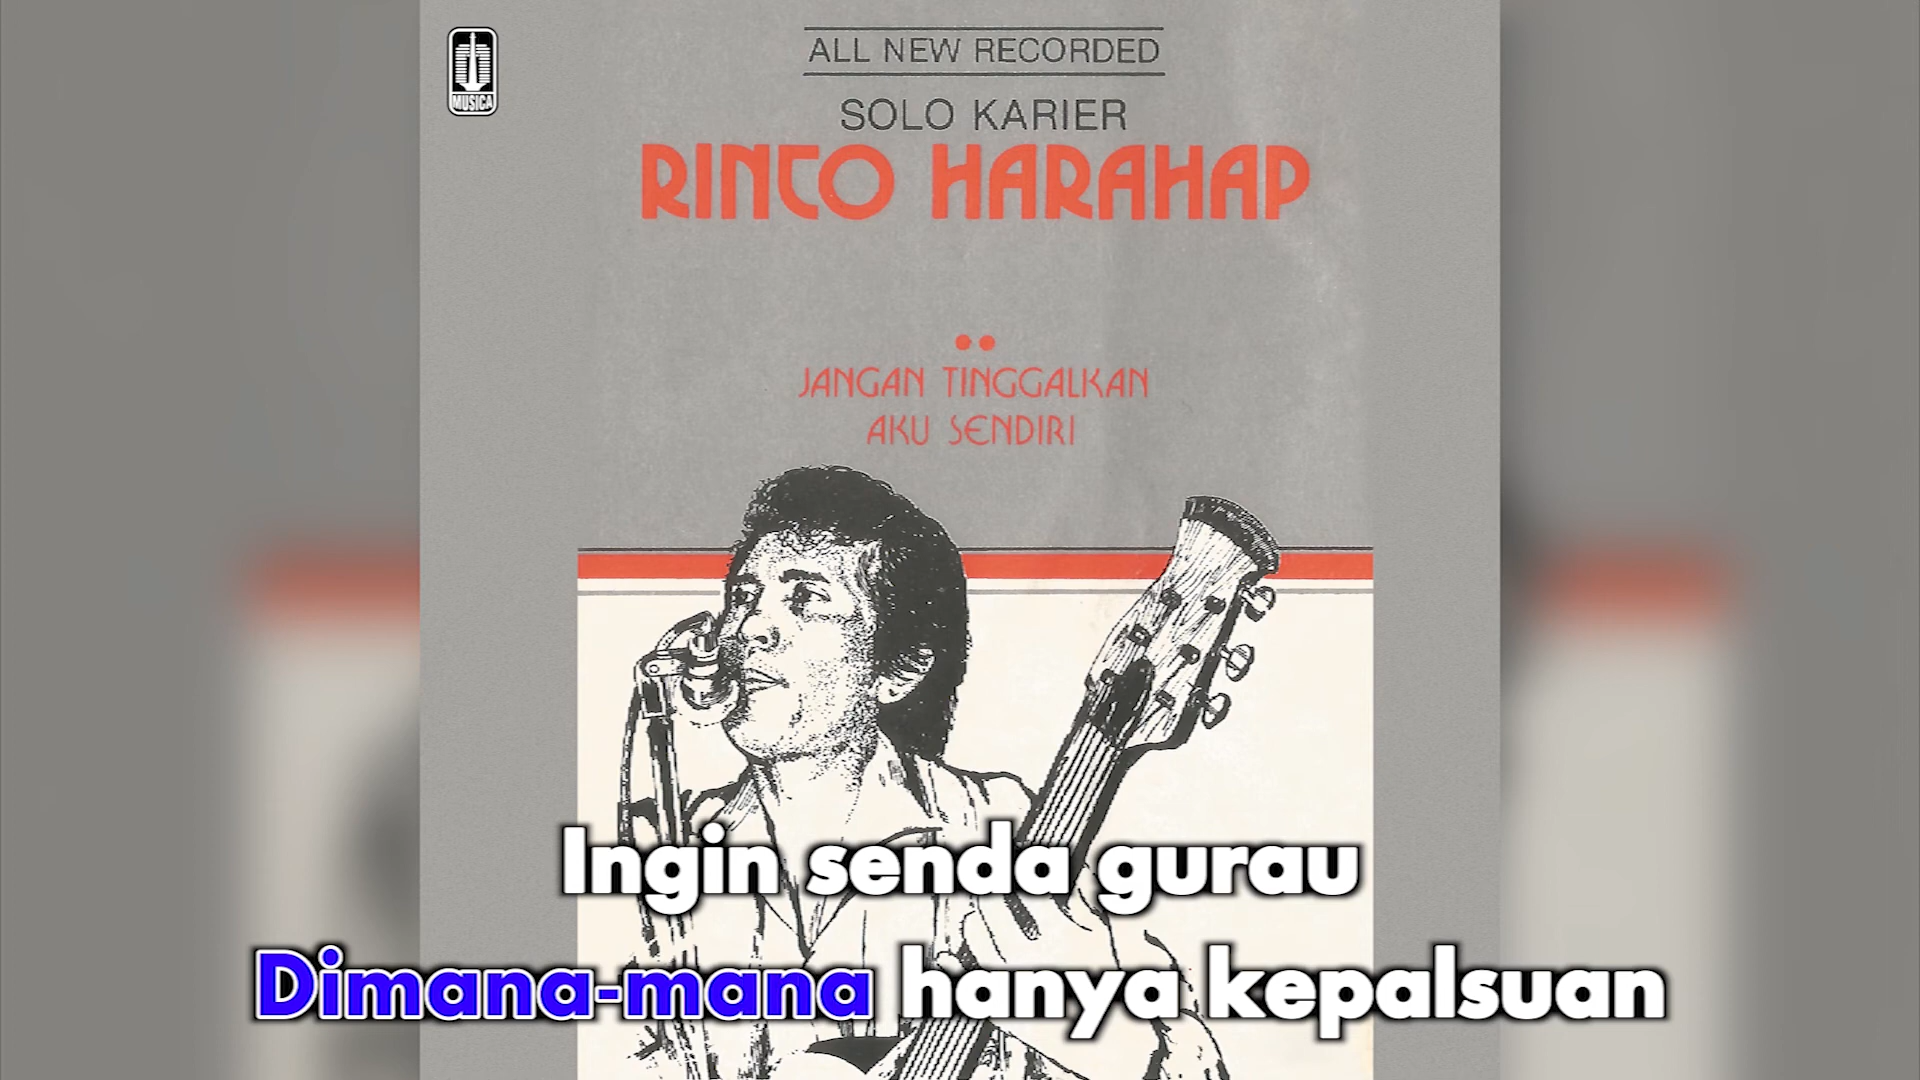 MUSICA
ALL NEW RECORDED
SOLO KARIER
RINTO HARAHAP
JANGAN TINGGALKAN
AKU SENDIRI
Ingin senda gurau
Dimana-mana hanya kepalsuan